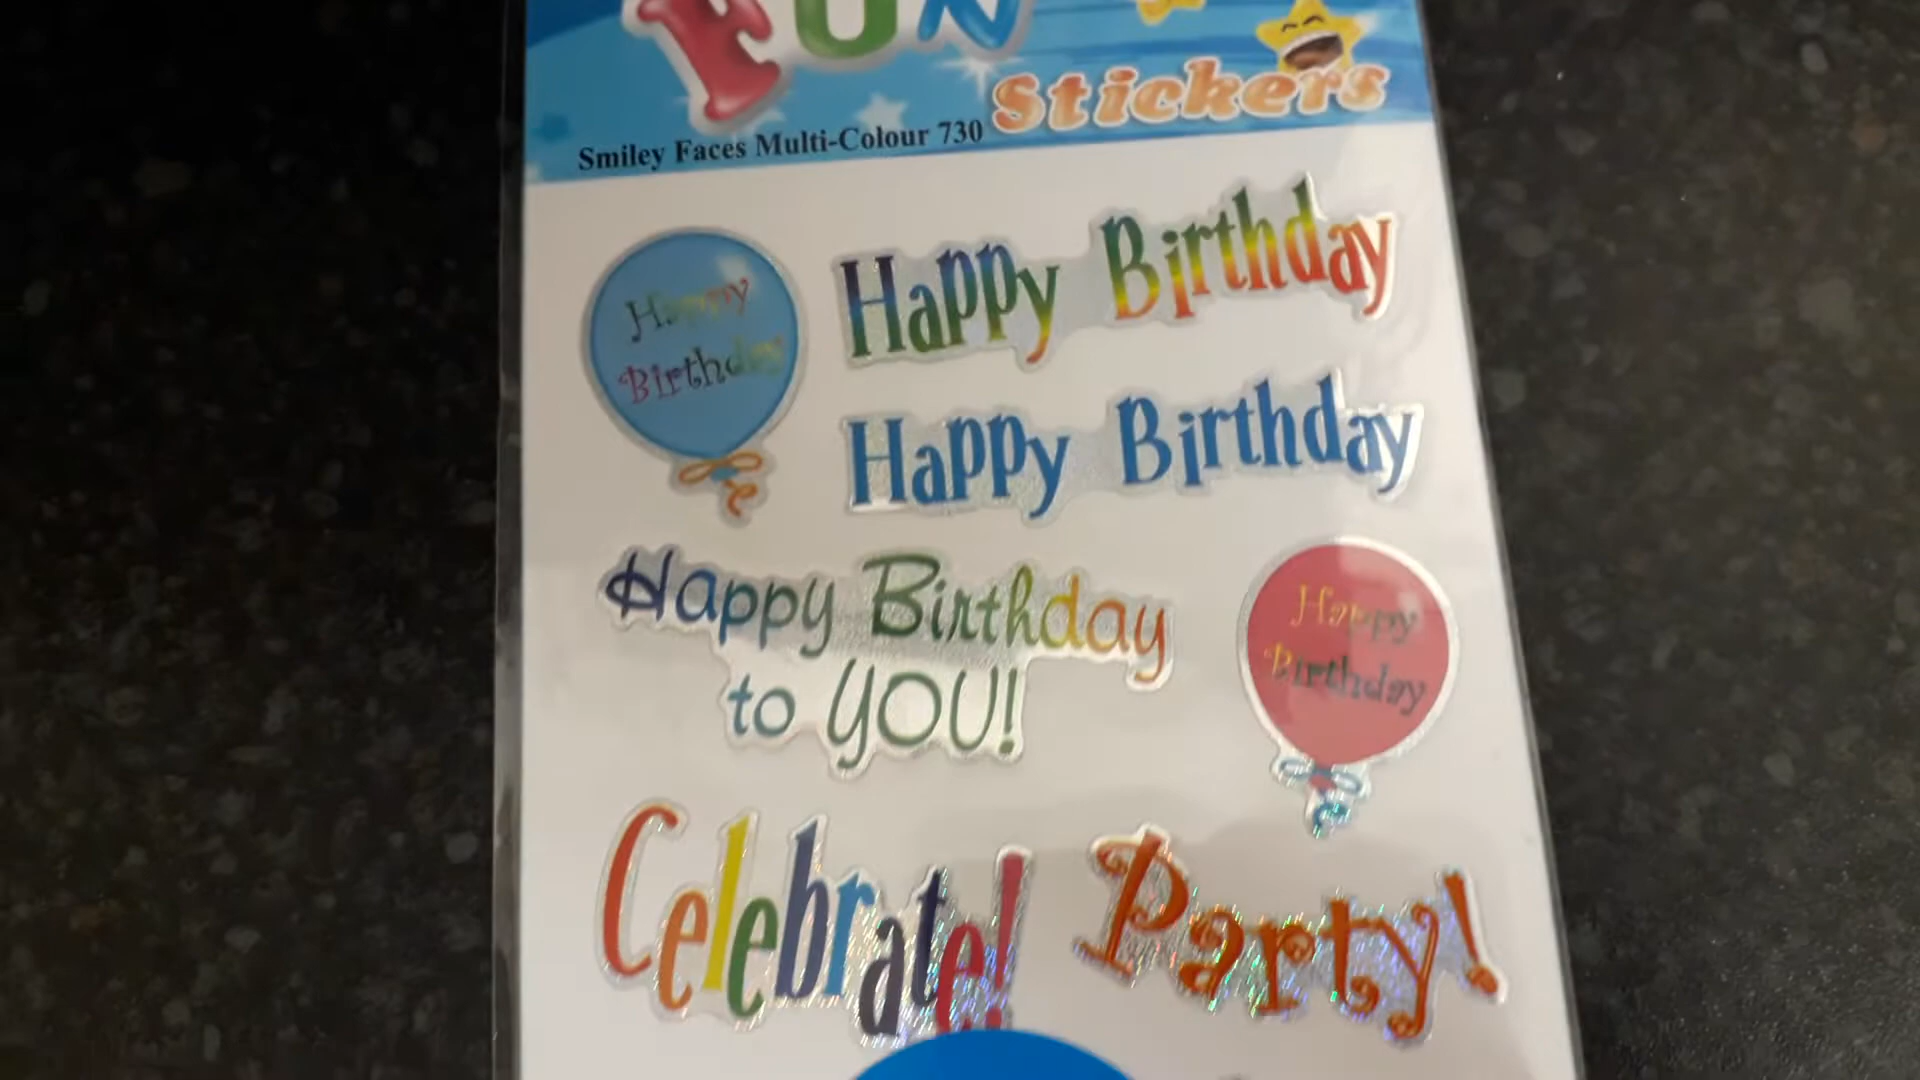 FUN
Stickers
Smiley Faces Multi-Colour 730
Happy
Birthday
Happy Birthday
Happy Birthday
Happy Birthday
to YOU!
Happy
Birthday
Celebrate!
Party!